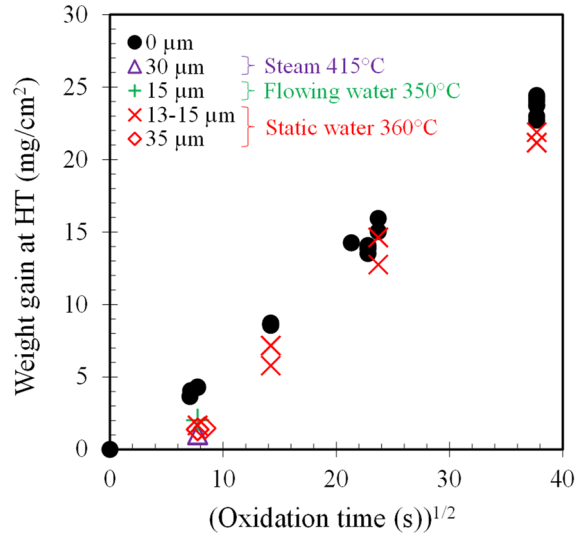 30
25
20
15
10
5
0
0
10
20
30
40
Weight gain at HT (mg/cm²)
(Oxidation time (s))^1/2
0 µm
30 µm
Steam 415°C
15 µm
Flowing water 350°C
13-15 µm
35 µm
Static water 360°C